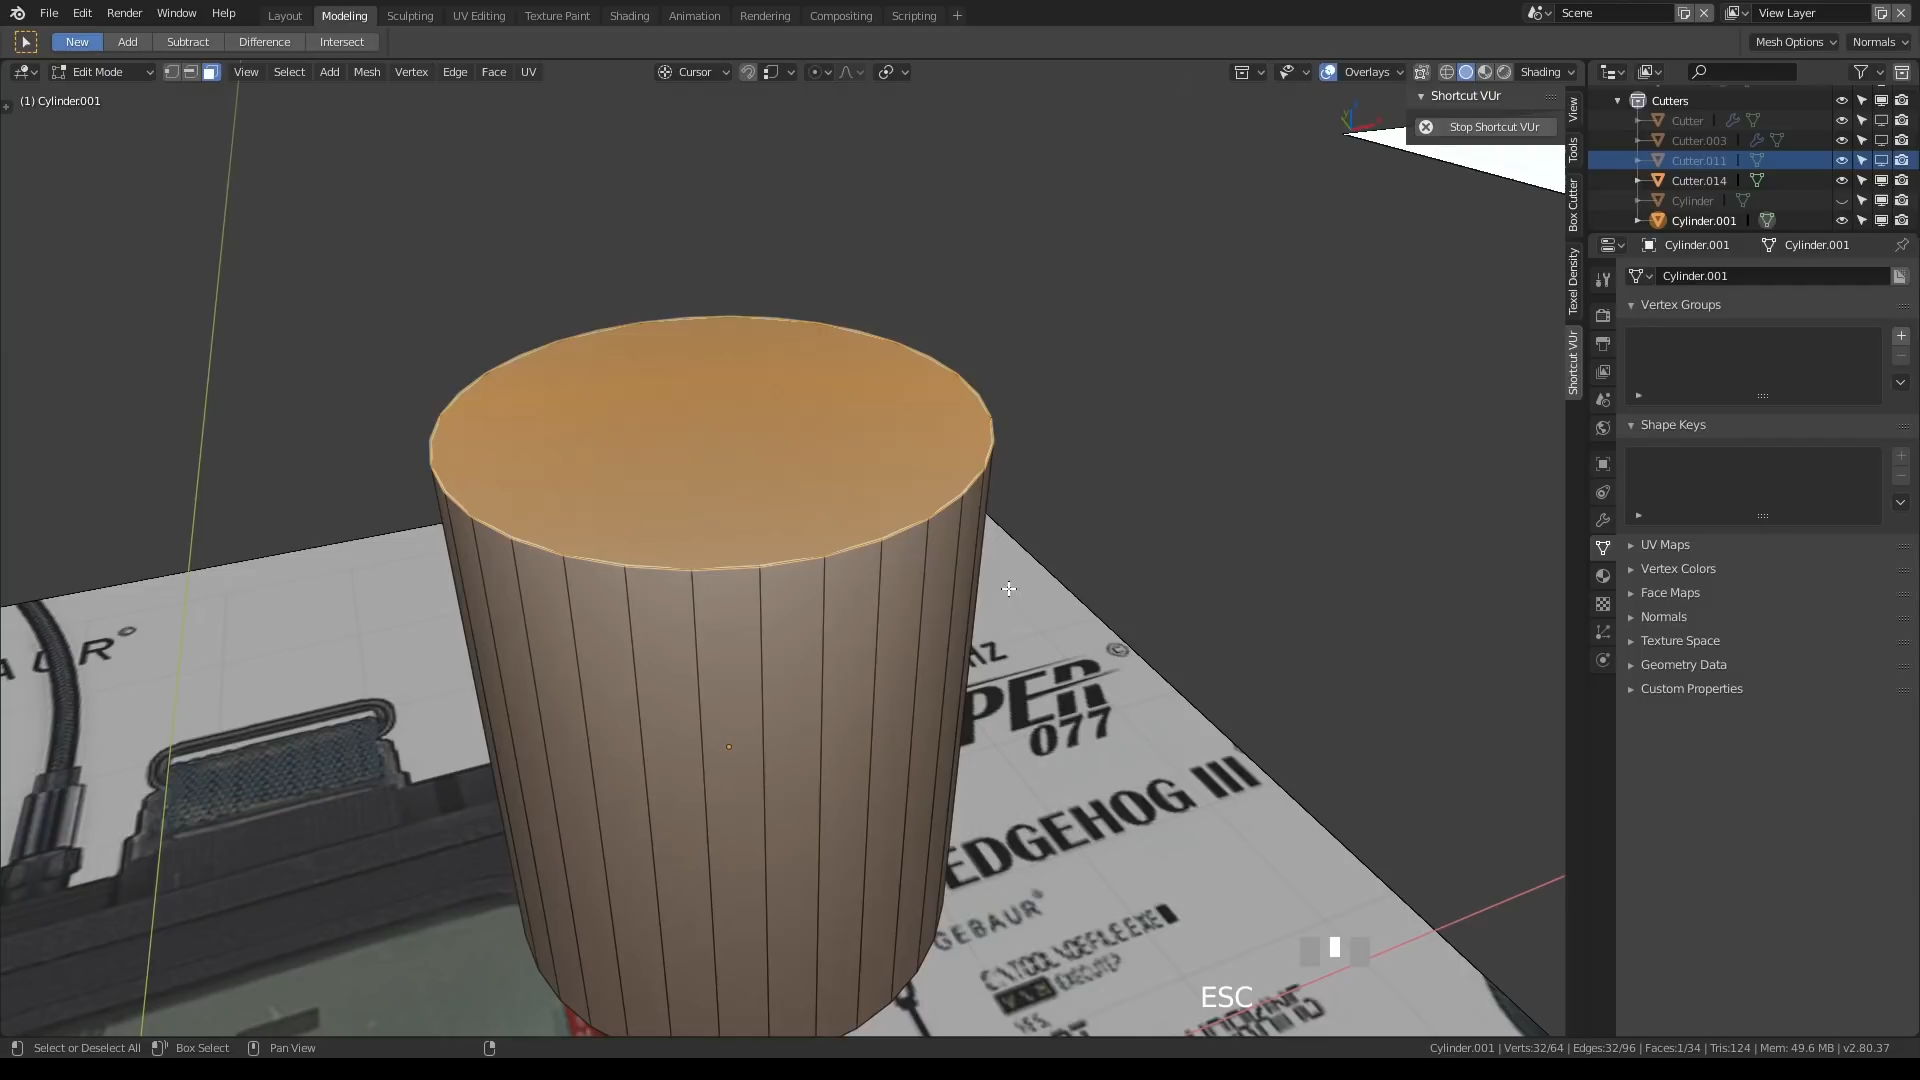 File Edit Render Window Help Layout Modeling Sculpting UV Editing Texture Paint Shading Animation Rendering Compositing Scripting + Scene View Layer
New Add Subtract Difference Intersect Mesh Options Normals
Edit Mode View Select Add Mesh Vertex Edge Face UV Cursor Overlays Shading
(1) Cylinder.001
Shortcut VUr
Stop Shortcut VUr
View
Tools
Box Cutter
Texel Density
Shortcut VUr
Cutters
Cutter
Cutter.003
Cutter.011
Cutter.014
Cylinder
Cylinder.001
Cylinder.001 Cylinder.001
Cylinder.001
Vertex Groups
Shape Keys
UV Maps
Vertex Colors
Face Maps
Normals
Texture Space
Geometry Data
Custom Properties
AUR°
HZ
PER
077
EDGEHOG III
GEBAUR°
ESC
Select or Deselect All Box Select Pan View
Cylinder.001 | Verts:32/64 | Edges:32/96 | Faces:1/34 | Tris:124 | Mem: 49.6 MB | v2.80.37